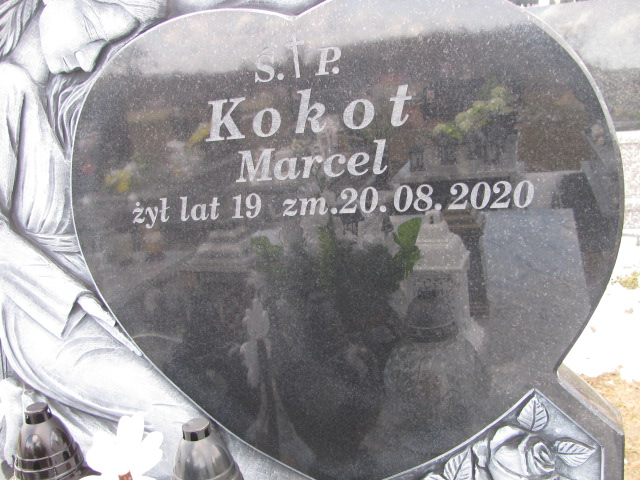 Ś.†P.
Kokot
Marcel
żył lat 19 zm.20.08.2020